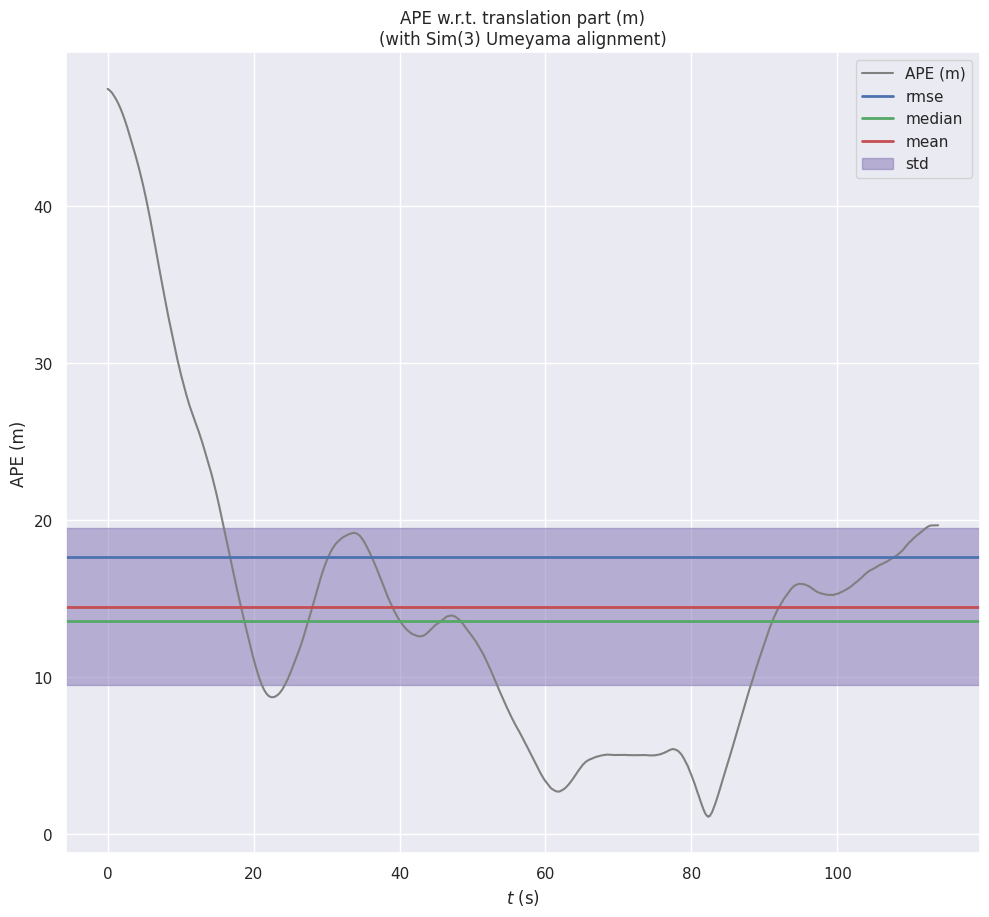 APE w.r.t. translation part (m)
(with Sim(3) Umeyama alignment)
APE (m)
rmse
median
mean
std
APE (m)
40
30
20
10
0
0 20 40 60 80 100
t (s)